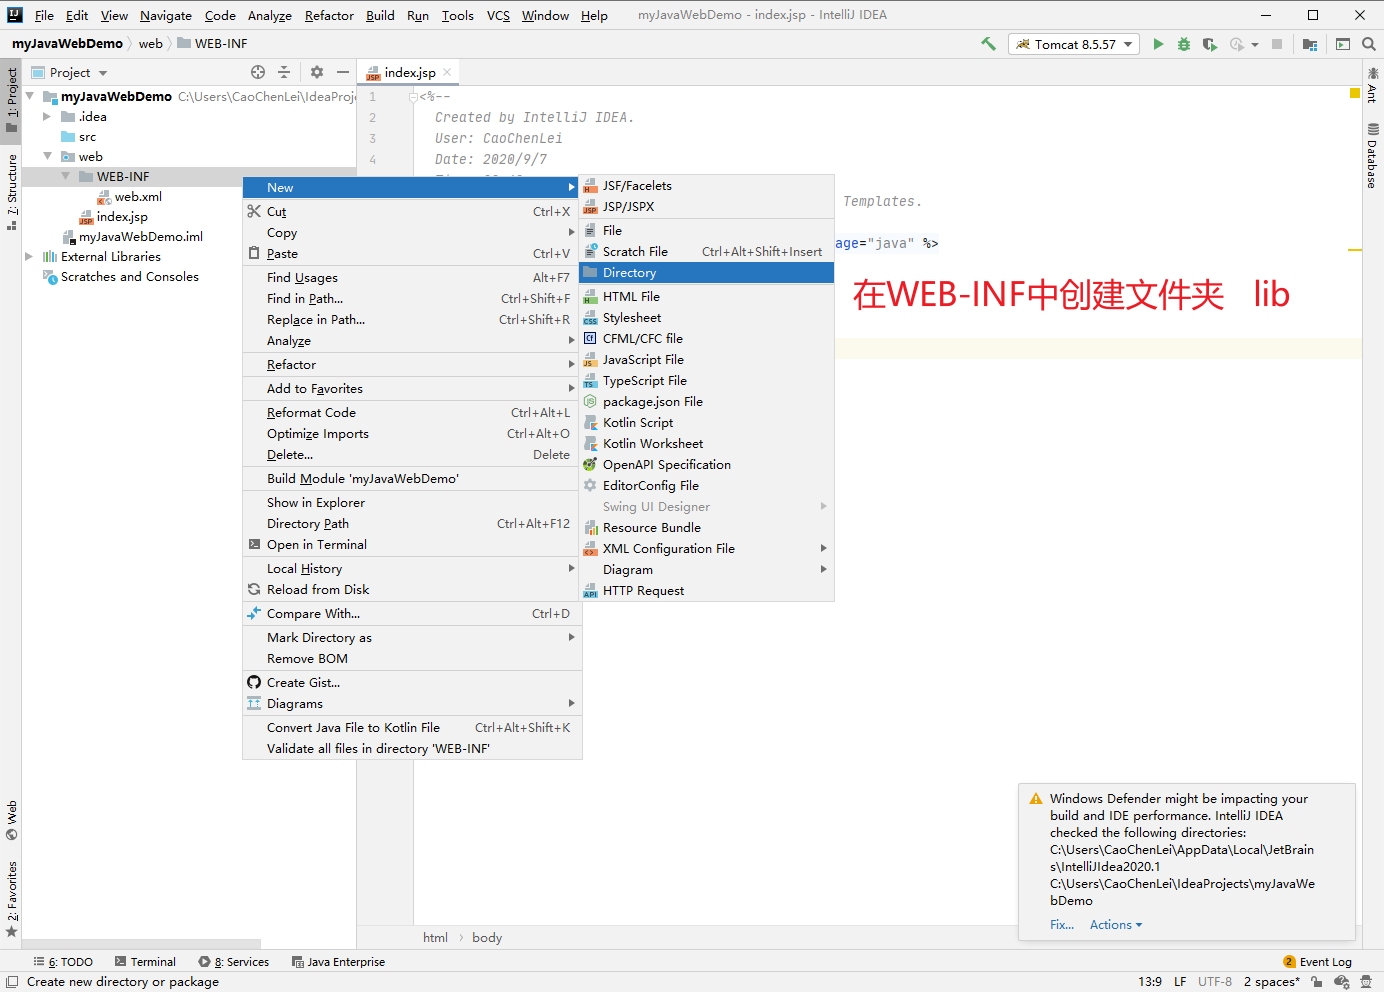 File Edit View Navigate Code Analyze Refactor Build Run Tools VCS Window Help myJavaWebDemo - index.jsp - IntelliJ IDEA
myJavaWebDemo web WEB-INF Tomcat 8.5.57
1: Project
7: Structure
Web
2: Favorites
Project
myJavaWebDemo C:\Users\CaoChenLei\IdeaProj
.idea
src
web
WEB-INF
web.xml
index.jsp
myJavaWebDemo.iml
External Libraries
Scratches and Consoles
index.jsp
1 <%--
2 Created by IntelliJ IDEA.
3 User: CaoChenLei
4 Date: 2020/9/7
Templates.
age="java" %>
New
Cut Ctrl+X
Copy
Paste Ctrl+V
Find Usages Alt+F7
Find in Path... Ctrl+Shift+F
Replace in Path... Ctrl+Shift+R
Analyze
Refactor
Add to Favorites
Reformat Code Ctrl+Alt+L
Optimize Imports Ctrl+Alt+O
Delete... Delete
Build Module 'myJavaWebDemo'
Show in Explorer
Directory Path Ctrl+Alt+F12
Open in Terminal
Local History
Reload from Disk
Compare With... Ctrl+D
Mark Directory as
Remove BOM
Create Gist...
Diagrams
Convert Java File to Kotlin File Ctrl+Alt+Shift+K
Validate all files in directory 'WEB-INF'
JSF/Facelets
JSP/JSPX
File
Scratch File Ctrl+Alt+Shift+Insert
Directory
HTML File
Stylesheet
CFML/CFC file
JavaScript File
TypeScript File
package.json File
Kotlin Script
Kotlin Worksheet
OpenAPI Specification
EditorConfig File
Swing UI Designer
Resource Bundle
XML Configuration File
Diagram
HTTP Request
在WEB-INF中创建文件夹 lib
Ant
Database
Windows Defender might be impacting your
build and IDE performance. IntelliJ IDEA
checked the following directories:
C:\Users\CaoChenLei\AppData\Local\JetBrain
s\IntelliJIdea2020.1
C:\Users\CaoChenLei\IdeaProjects\myJavaWe
bDemo
Fix... Actions
html body
6: TODO Terminal 8: Services Java Enterprise 2 Event Log
Create new directory or package 13:9 LF UTF-8 2 spaces*